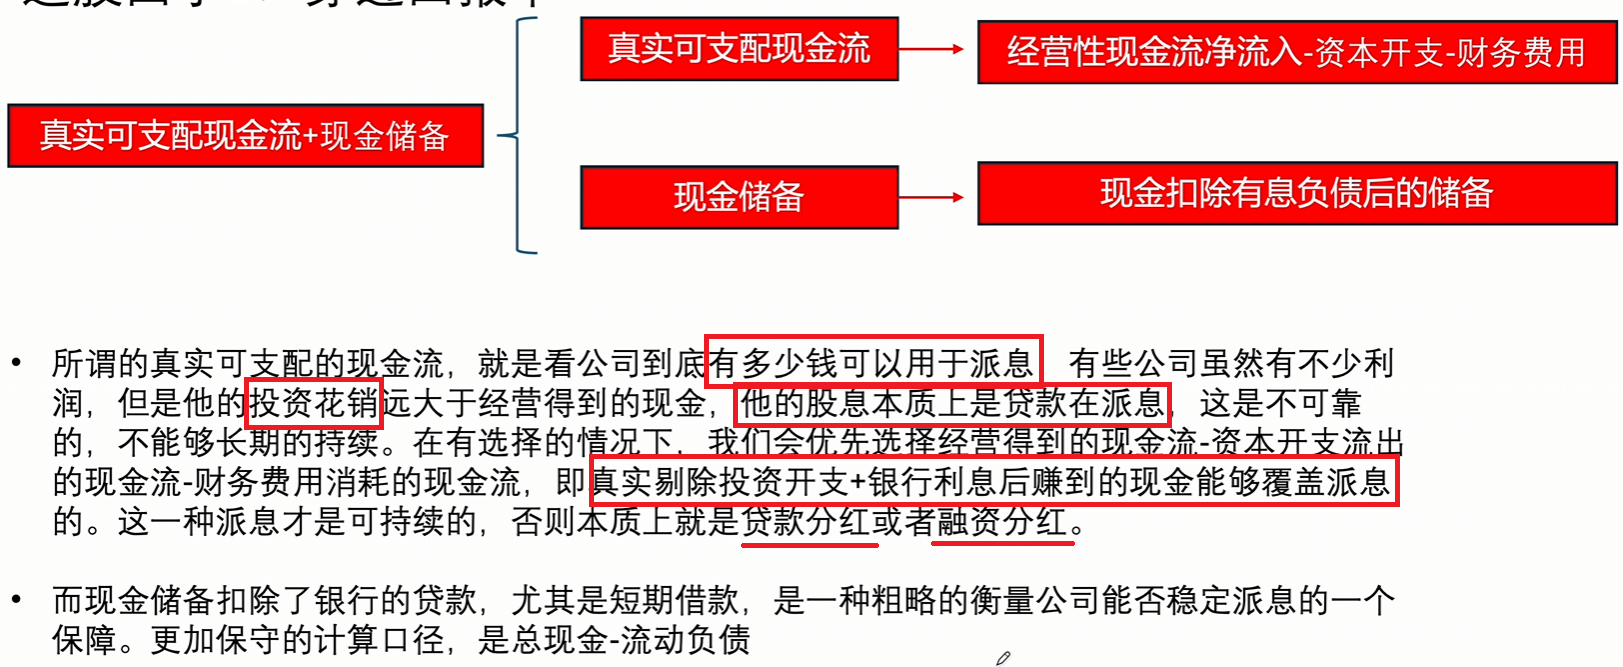 真实可支配现金流
经营性现金流净流入-资本开支-财务费用
真实可支配现金流+现金储备
现金储备
现金扣除有息负债后的储备
• 所谓的真实可支配的现金流，就是看公司到底有多少钱可以用于派息 有些公司虽然有不少利
润，但是他的投资花销远大于经营得到的现金，他的股息本质上是贷款在派息，这是不可靠
的，不能够长期的持续。在有选择的情况下，我们会优先选择经营得到的现金流-资本开支流出
的现金流-财务费用消耗的现金流，即真实剔除投资开支+银行利息后赚到的现金能够覆盖派息
的。这一种派息才是可持续的，否则本质上就是贷款分红或者融资分红。
• 而现金储备扣除了银行的贷款，尤其是短期借款，是一种粗略的衡量公司能否稳定派息的一个
保障。更加保守的计算口径，是总现金-流动负债